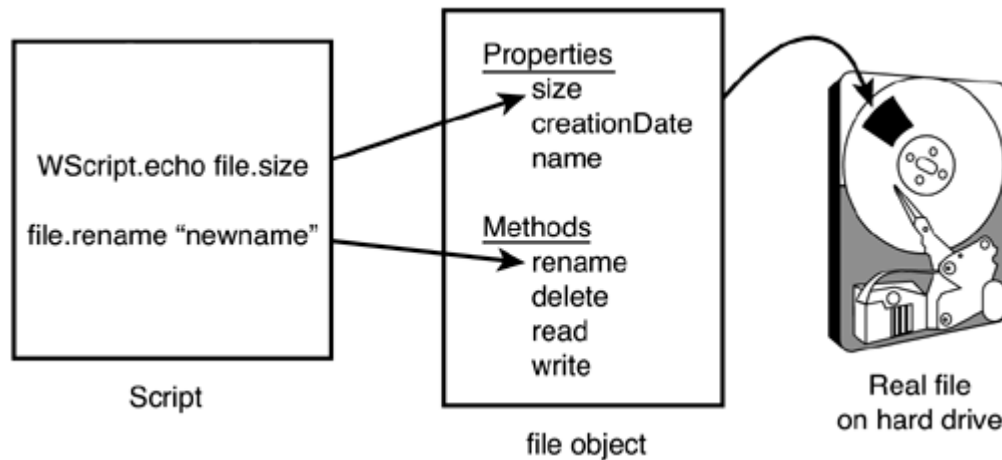 WScript.echo file.size
file.rename “newname”
Script
Properties
size
creationDate
name
Methods
rename
delete
read
write
file object
Real file
on hard drive